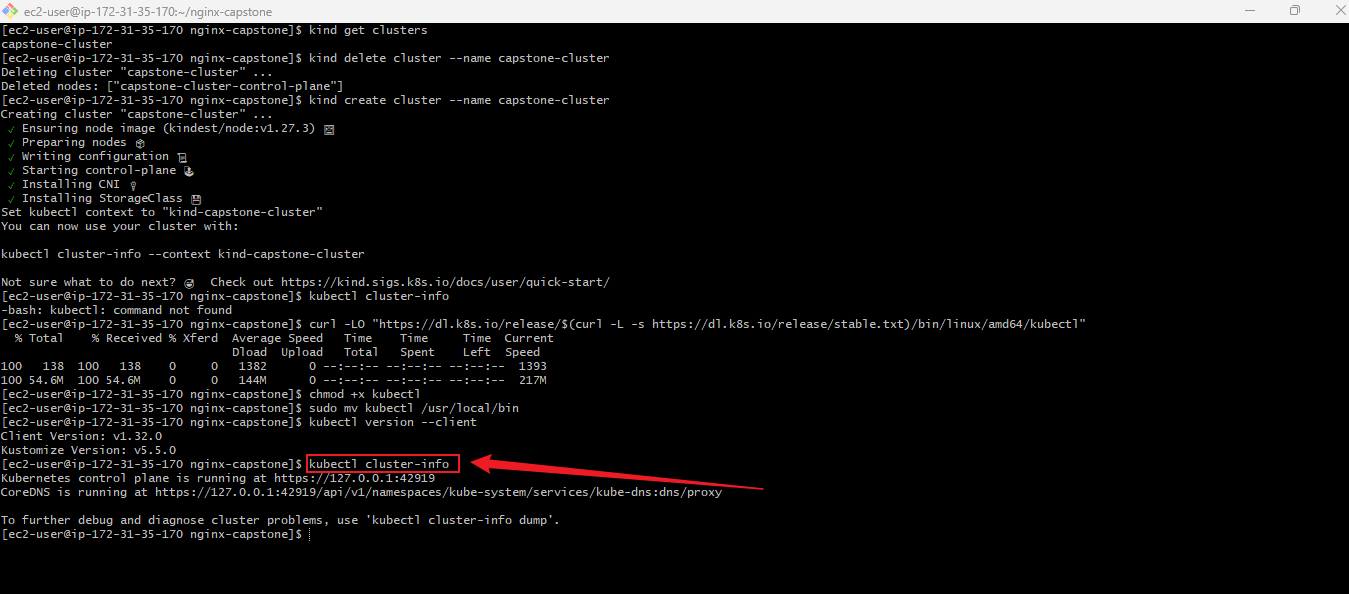 ec2-user@ip-172-31-35-170:~/nginx-capstone
[ec2-user@ip-172-31-35-170 nginx-capstone]$ kind get clusters
capstone-cluster
[ec2-user@ip-172-31-35-170 nginx-capstone]$ kind delete cluster --name capstone-cluster
Deleting cluster "capstone-cluster" ...
Deleted nodes: ["capstone-cluster-control-plane"]
[ec2-user@ip-172-31-35-170 nginx-capstone]$ kind create cluster --name capstone-cluster
Creating cluster "capstone-cluster" ...
✓ Ensuring node image (kindest/node:v1.27.3) 🖼
✓ Preparing nodes 📦
✓ Writing configuration 📜
✓ Starting control-plane 🕹
✓ Installing CNI 🔌
✓ Installing StorageClass 💾
Set kubectl context to "kind-capstone-cluster"
You can now use your cluster with:
kubectl cluster-info --context kind-capstone-cluster
Not sure what to do next? 😅 Check out https://kind.sigs.k8s.io/docs/user/quick-start/
[ec2-user@ip-172-31-35-170 nginx-capstone]$ kubectl cluster-info
-bash: kubectl: command not found
[ec2-user@ip-172-31-35-170 nginx-capstone]$ curl -LO "https://dl.k8s.io/release/$(curl -L -s https://dl.k8s.io/release/stable.txt)/bin/linux/amd64/kubectl"
% Total % Received % Xferd Average Speed Time Time Time Current
Dload Upload Total Spent Left Speed
100 138 100 138 0 0 1382 0 --:--:-- --:--:-- --:--:-- 1393
100 54.6M 100 54.6M 0 0 144M 0 --:--:-- --:--:-- --:--:-- 217M
[ec2-user@ip-172-31-35-170 nginx-capstone]$ chmod +x kubectl
[ec2-user@ip-172-31-35-170 nginx-capstone]$ sudo mv kubectl /usr/local/bin
[ec2-user@ip-172-31-35-170 nginx-capstone]$ kubectl version --client
Client Version: v1.32.0
Kustomize Version: v5.5.0
[ec2-user@ip-172-31-35-170 nginx-capstone]$ kubectl cluster-info
Kubernetes control plane is running at https://127.0.0.1:42919
CoreDNS is running at https://127.0.0.1:42919/api/v1/namespaces/kube-system/services/kube-dns:dns/proxy
To further debug and diagnose cluster problems, use 'kubectl cluster-info dump'.
[ec2-user@ip-172-31-35-170 nginx-capstone]$